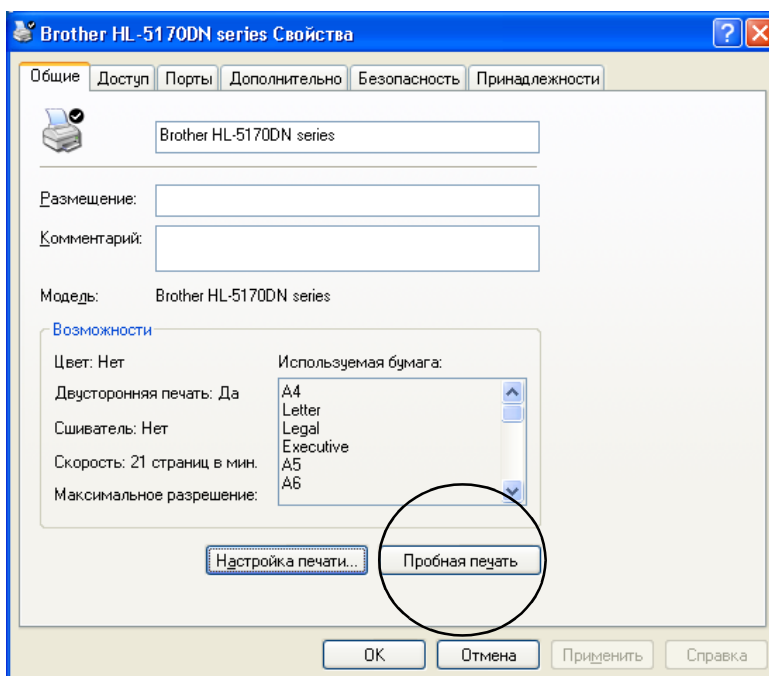 Brother HL-5170DN series Свойства
Общие Доступ Порты Дополнительно Безопасность Принадлежности
Brother HL-5170DN series
Размещение:
Комментарий:
Модель: Brother HL-5170DN series
Возможности
Цвет: Нет Используемая бумага:
Двусторонняя печать: Да A4
Letter
Сшиватель: Нет Legal
Executive
Скорость: 21 страниц в мин. A5
Максимальное разрешение: A6
Настройка печати... Пробная печать
OK Отмена Применить Справка